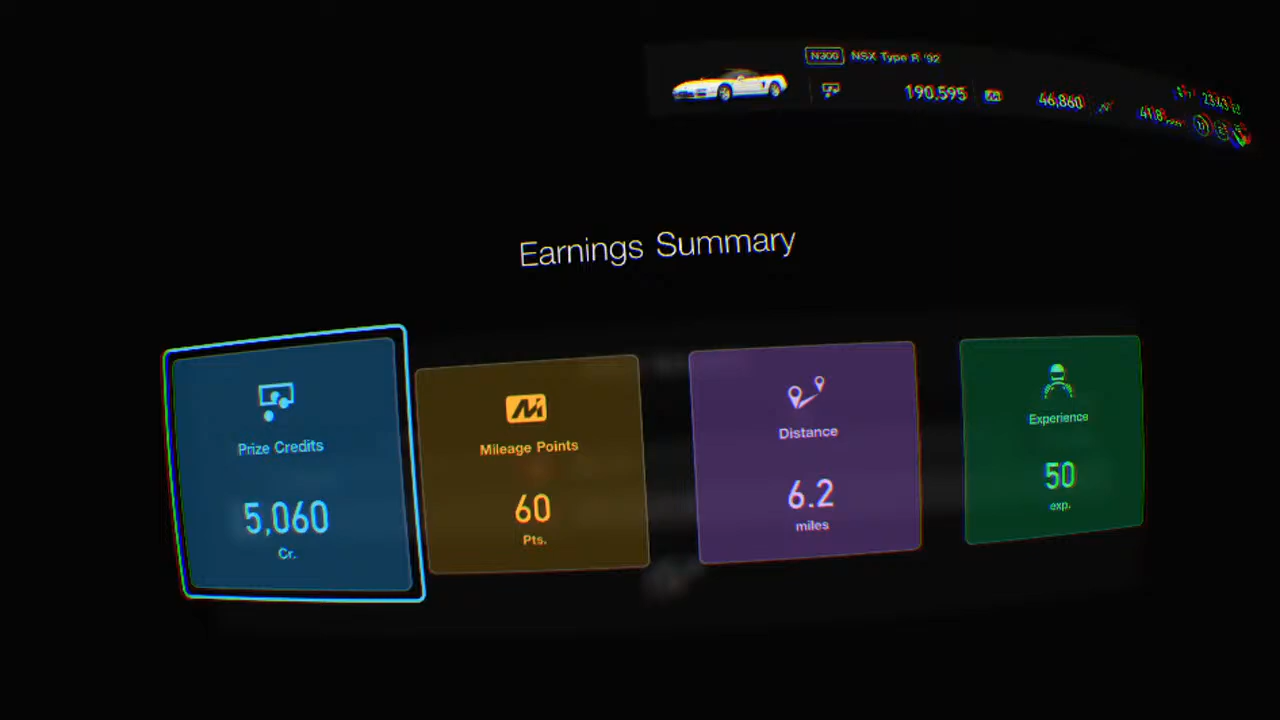 N300 NSX Type R '92
190,595 46,860
Earnings Summary
Prize Credits
5,060
Cr.
Mileage Points
60
Pts.
Distance
6.2
miles
Experience
50
exp.